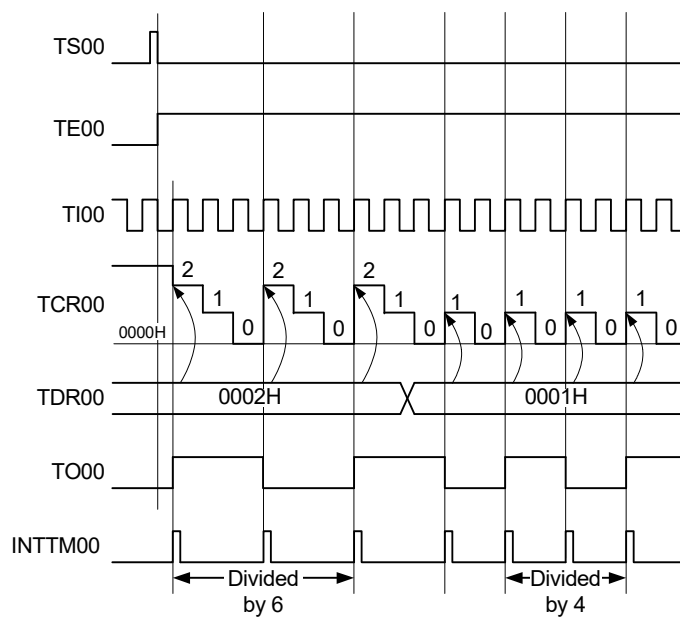 TS00
TE00
TI00
TCR00
2 2 2
1 1 1 1 1 1 1
0000H 0 0 0 0 0 0
TDR00 0002H 0001H
TO00
INTTM00
Divided by 6
Divided by 4